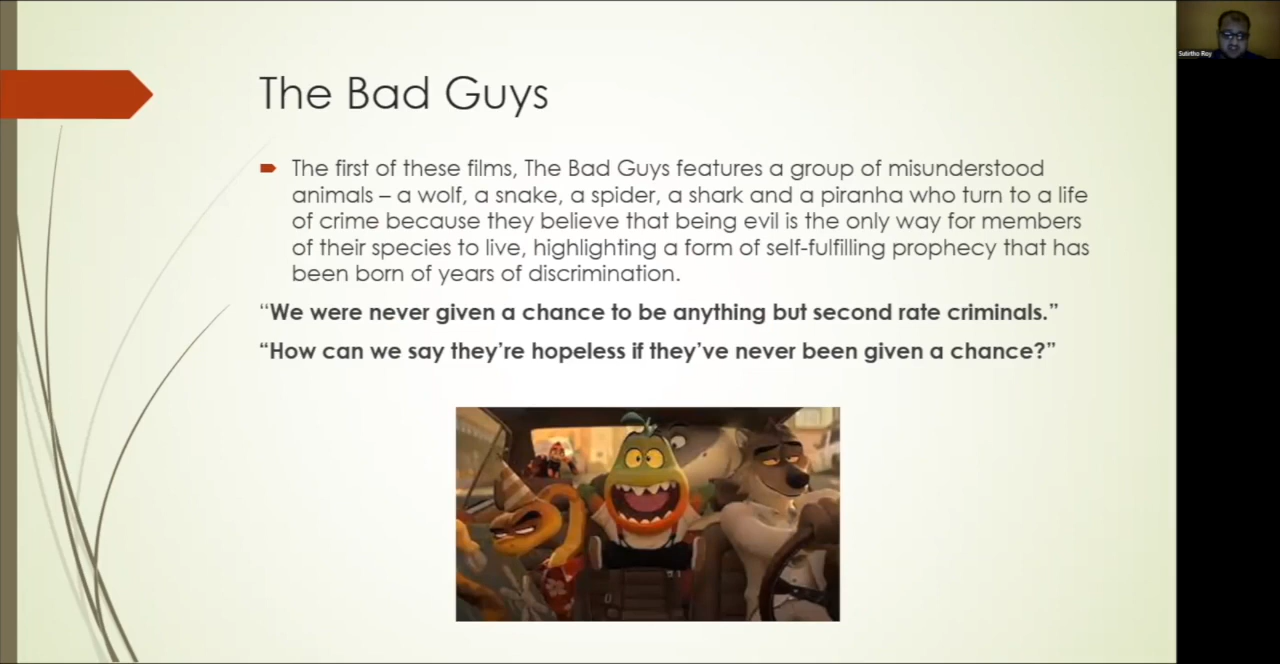 The Bad Guys
The first of these films, The Bad Guys features a group of misunderstood
animals – a wolf, a snake, a spider, a shark and a piranha who turn to a life
of crime because they believe that being evil is the only way for members
of their species to live, highlighting a form of self-fulfilling prophecy that has
been born of years of discrimination.
“We were never given a chance to be anything but second rate criminals.”
“How can we say they’re hopeless if they’ve never been given a chance?”
Sutirtho Roy